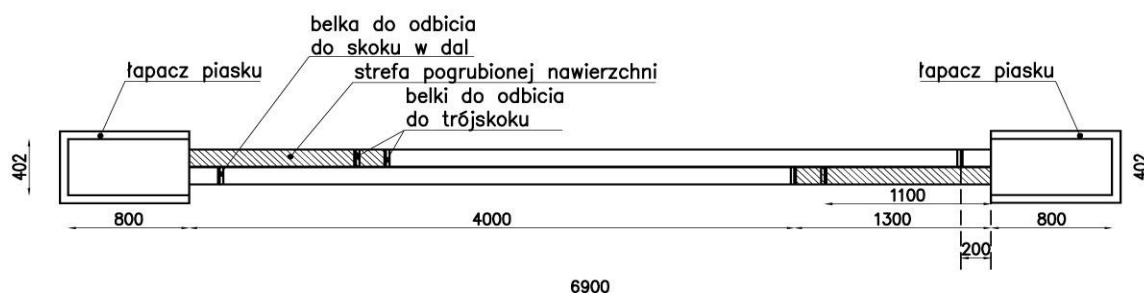 belka do odbicia
do skoku w dal
łapacz piasku
strefa pogrubionej nawierzchni
łapacz piasku
belki do odbicia
do trójskoku
402
402
1100
800
4000
1300
800
200
6900